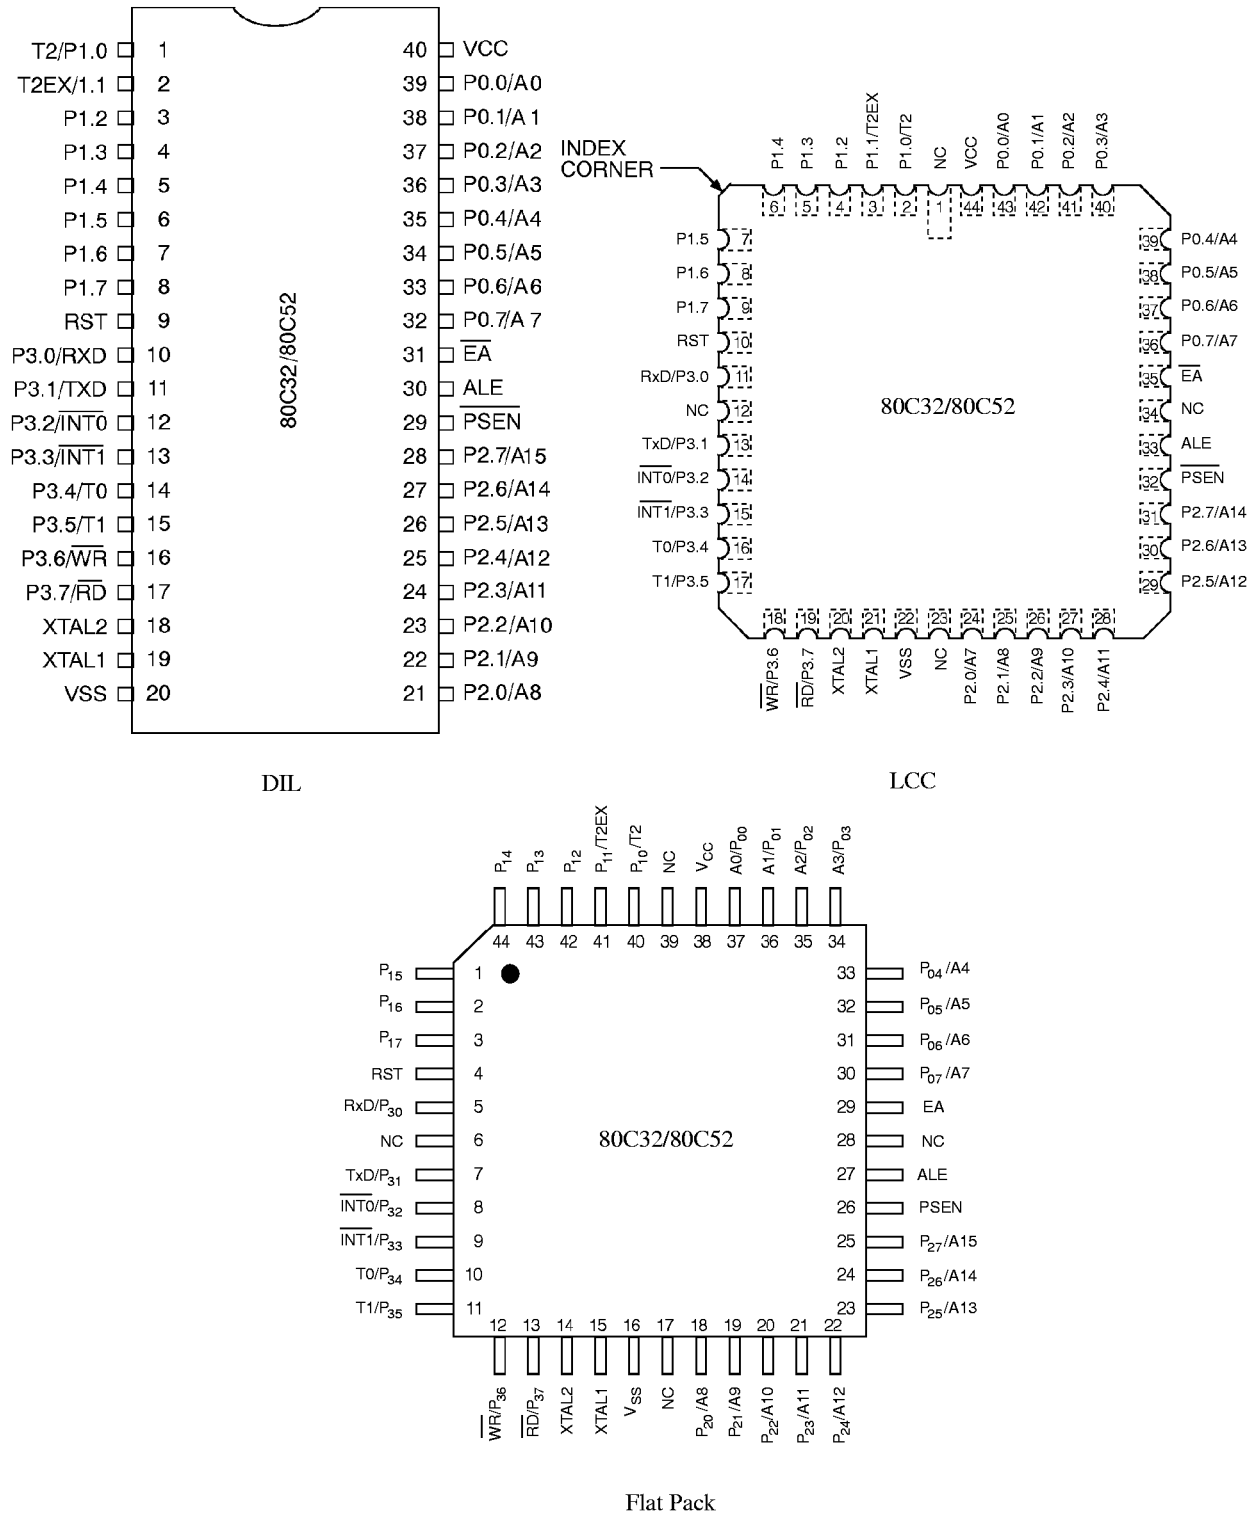 T2/P1.0 1 40 VCC
T2EX/1.1 2 39 P0.0/A0
P1.2 3 38 P0.1/A 1
P1.3 4 37 P0.2/A2
P1.4 5 36 P0.3/A3
P1.5 6 35 P0.4/A4
P1.6 7 34 P0.5/A5
P1.7 8 33 P0.6/A6
RST 9 32 P0.7/A 7
P3.0/RXD 10 31 EA
P3.1/TXD 11 30 ALE
P3.2/INT0 12 29 PSEN
P3.3/INT1 13 28 P2.7/A15
P3.4/T0 14 27 P2.6/A14
P3.5/T1 15 26 P2.5/A13
P3.6/WR 16 25 P2.4/A12
P3.7/RD 17 24 P2.3/A11
XTAL2 18 23 P2.2/A10
XTAL1 19 22 P2.1/A9
VSS 20 21 P2.0/A8
80C32/80C52
DIL
INDEX
CORNER
P1.4 P1.3 P1.2 P1.1/T2EX P1.0/T2 NC VCC P0.0/A0 P0.1/A1 P0.2/A2 P0.3/A3
6 5 4 3 2 1 44 43 42 41 40
P1.5 7 39 P0.4/A4
P1.6 8 38 P0.5/A5
P1.7 9 37 P0.6/A6
RST 10 36 P0.7/A7
RxD/P3.0 11 35 EA
NC 12 34 NC
TxD/P3.1 13 33 ALE
INT0/P3.2 14 32 PSEN
INT1/P3.3 15 31 P2.7/A14
T0/P3.4 16 30 P2.6/A13
T1/P3.5 17 29 P2.5/A12
80C32/80C52
18 19 20 21 22 23 24 25 26 27 28
WR/P3.6 RD/P3.7 XTAL2 XTAL1 VSS NC P2.0/A7 P2.1/A8 P2.2/A9 P2.3/A10 P2.4/A11
LCC
P14 P13 P12 P11/T2EX P10/T2 NC VCC A0/P00 A1/P01 A2/P02 A3/P03
44 43 42 41 40 39 38 37 36 35 34
P15 1 33 P04/A4
P16 2 32 P05/A5
P17 3 31 P06/A6
RST 4 30 P07/A7
RxD/P30 5 29 EA
NC 6 28 NC
TxD/P31 7 27 ALE
INT0/P32 8 26 PSEN
INT1/P33 9 25 P27/A15
T0/P34 10 24 P26/A14
T1/P35 11 23 P25/A13
80C32/80C52
12 13 14 15 16 17 18 19 20 21 22
WR/P36 RD/P37 XTAL2 XTAL1 VSS NC P20/A8 P21/A9 P22/A10 P23/A11 P24/A12
Flat Pack